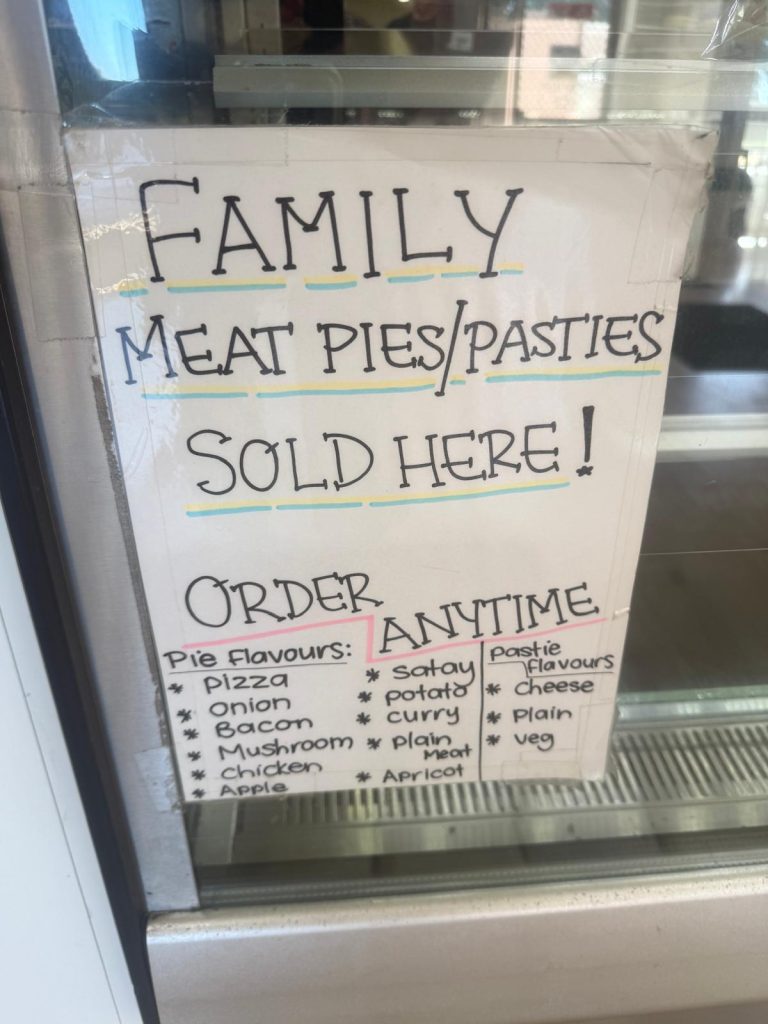 FAMILY
MEAT PIES/PASTIES
SOLD HERE!
ORDER ANYTIME
Pie Flavours:
* Pizza
* Onion
* Bacon
* Mushroom
* chicken
* Apple
* satay
* potato
* curry
* plain
Meat
* Apricot
Pastie
flavours
* Cheese
* Plain
* veg